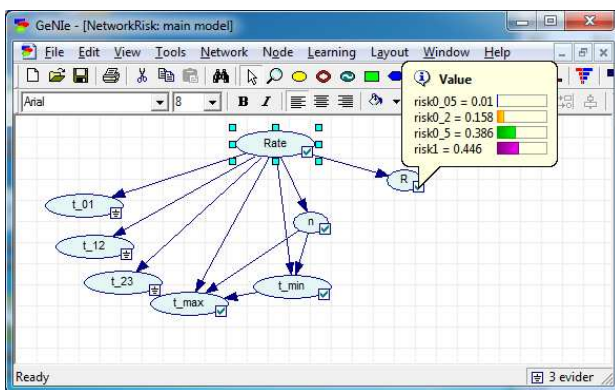 GeNIe - [NetworkRisk: main model]
File Edit View Tools Network Node Learning Layout Window Help
Arial 8 B I
Value
risk0_05 = 0.01
risk0_2 = 0.158
risk0_5 = 0.386
risk1 = 0.446
Rate
R
t_01
n
t_12
t_23
t_min
t_max
Ready 3 evider